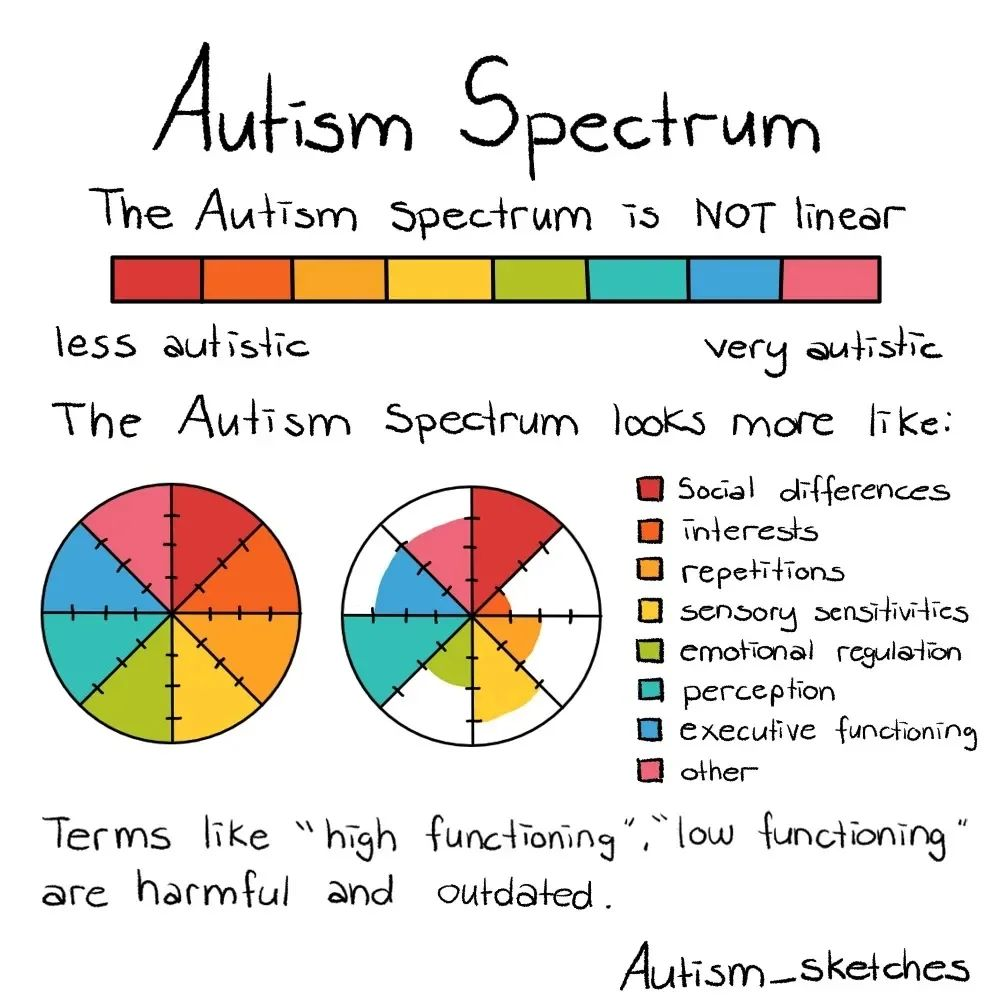 Autism Spectrum
The Autism Spectrum is NOT linear
less autistic very autistic
The Autism Spectrum looks more like:
Social differences
interests
repetitions
sensory sensitivities
emotional regulation
perception
executive functioning
other
Terms like "high functioning", "low functioning"
are harmful and outdated.
Autism_sketches